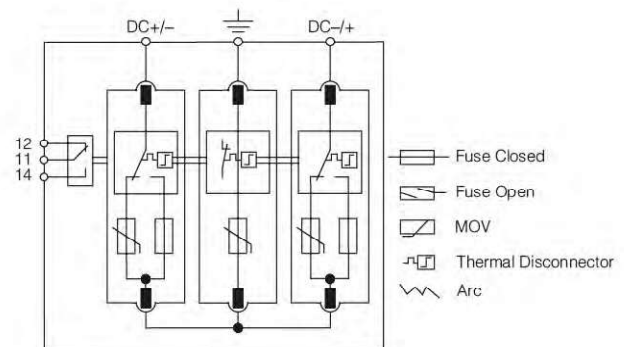 DC+/–
DC–/+
12
11
14
Fuse Closed
Fuse Open
MOV
Thermal Disconnector
Arc